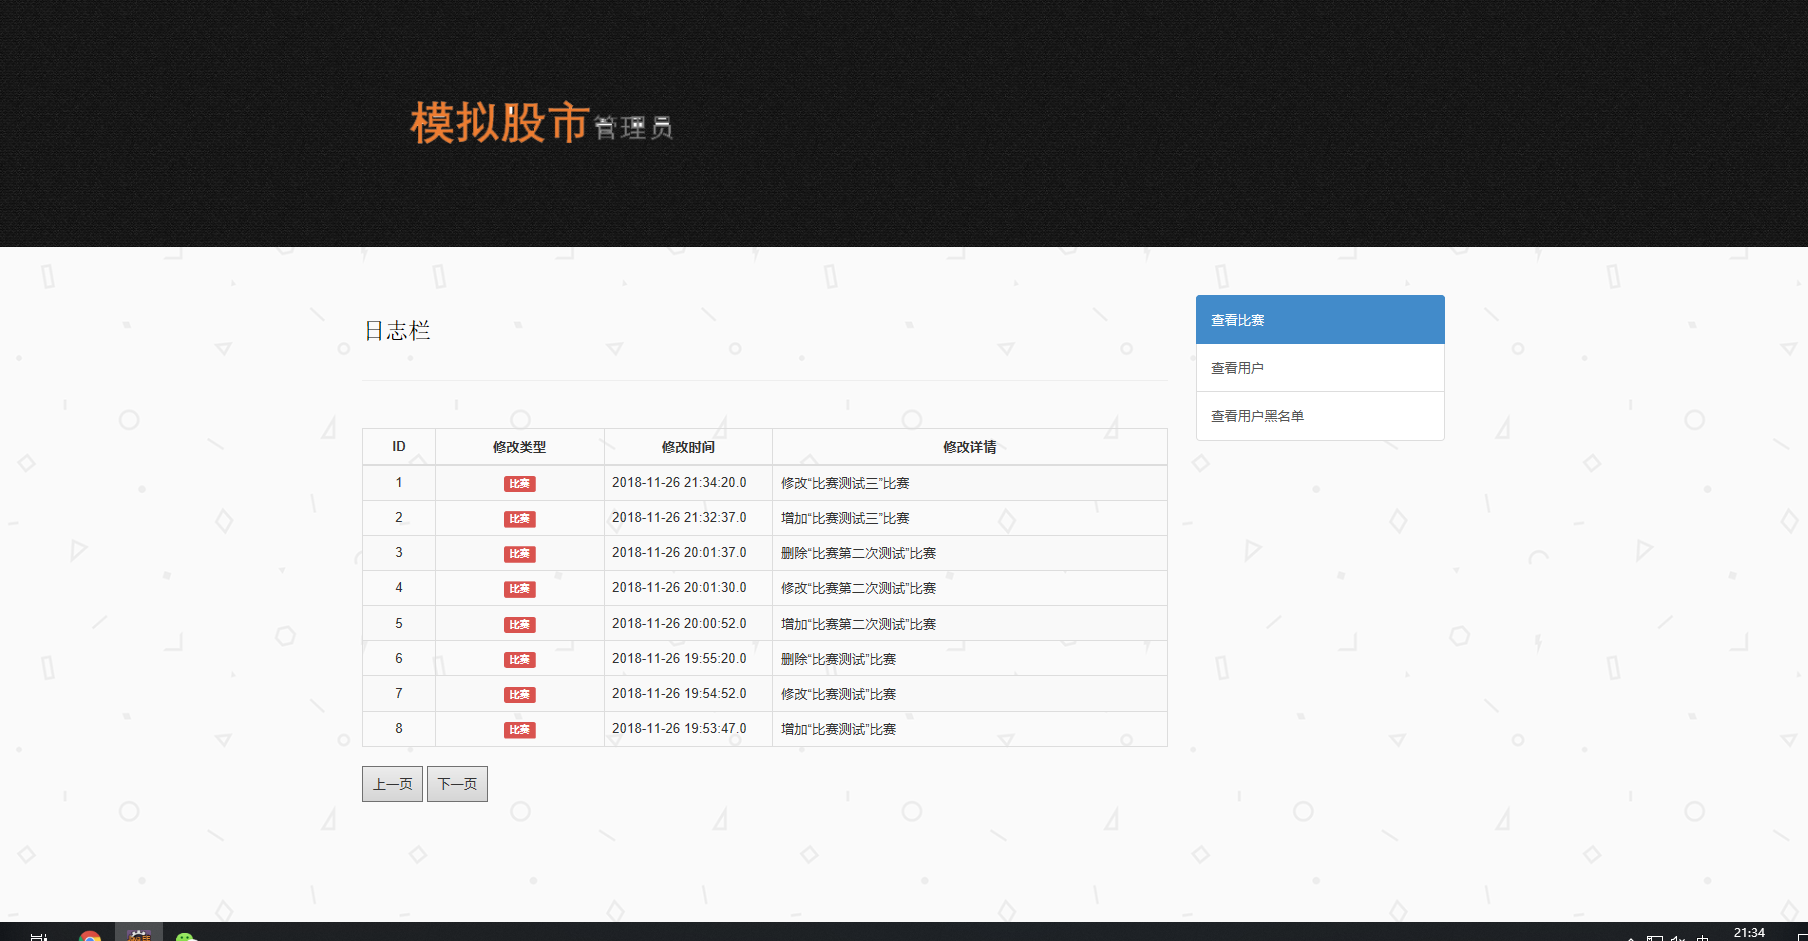 模拟股市管理员
日志栏
查看比赛
查看用户
查看用户黑名单
ID 修改类型 修改时间 修改详情
1 比赛 2018-11-26 21:34:20.0 修改“比赛测试三”比赛
2 比赛 2018-11-26 21:32:37.0 增加“比赛测试三”比赛
3 比赛 2018-11-26 20:01:37.0 删除“比赛第二次测试”比赛
4 比赛 2018-11-26 20:01:30.0 修改“比赛第二次测试”比赛
5 比赛 2018-11-26 20:00:52.0 增加“比赛第二次测试”比赛
6 比赛 2018-11-26 19:55:20.0 删除“比赛测试”比赛
7 比赛 2018-11-26 19:54:52.0 修改“比赛测试”比赛
8 比赛 2018-11-26 19:53:47.0 增加“比赛测试”比赛
上一页 下一页
21:34